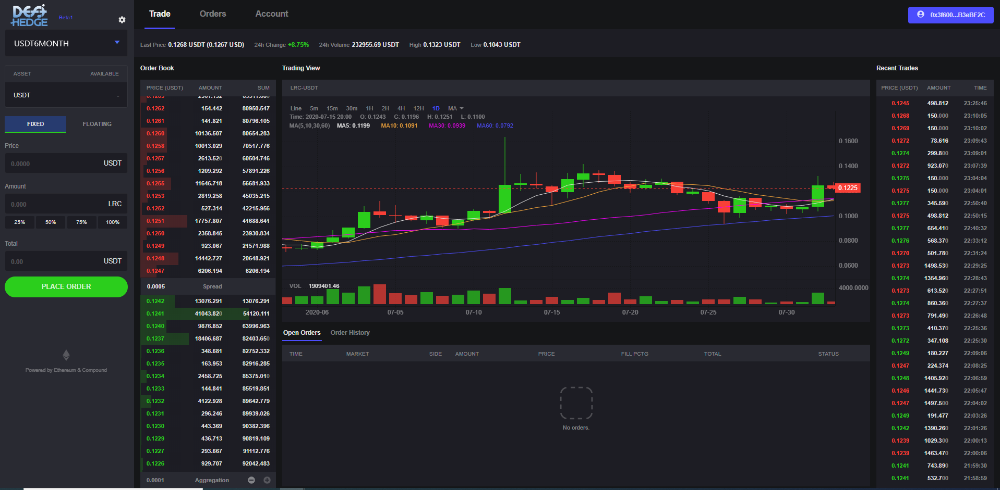 DeFi HEDGE
Beta1
USDT6MONTH
ASSET AVAILABLE
USDT -
FIXED FLOATING
Price
0.0000 USDT
Amount
0.000 LRC
25% 50% 75% 100%
Total
0.00 USDT
PLACE ORDER
Powered by Ethereum & Compound
Trade Orders Account
0x3f600...B3eBF2C
Last Price 0.1268 USDT (0.1267 USD) 24h Change +8.75% 24h Volume 232955.69 USDT High 0.1323 USDT Low 0.1043 USDT
Order Book
PRICE (USDT) AMOUNT SUM
0.1262 154.442 80950.547
0.1261 141.821 80796.105
0.1260 10136.507 80654.283
0.1258 10013.029 70517.776
0.1257 2613.520 60504.746
0.1256 1209.292 57891.226
0.1255 11646.718 56681.933
0.1253 2819.258 45035.215
0.1252 527.314 42215.956
0.1251 17757.807 41688.641
0.1250 2358.845 23930.834
0.1249 923.067 21571.988
0.1248 14442.727 20648.921
0.1247 6206.194 6206.194
0.0005 Spread
0.1242 13076.291 13076.291
0.1241 41043.820 54120.111
0.1240 9876.852 63996.963
0.1237 18406.687 82403.650
0.1236 348.681 82752.332
0.1235 163.953 82916.285
0.1234 2458.725 85375.010
0.1233 144.841 85519.851
0.1232 4122.928 89642.779
0.1231 296.246 89939.026
0.1230 443.369 90382.396
0.1229 436.713 90819.109
0.1227 293.667 91112.776
0.1226 929.707 92042.483
0.0001 Aggregation
Trading View
LRC-USDT
Line 5m 15m 30m 1H 2H 4H 12H 1D MA
Time: 2020-07-15 20:00 O: 0.1243 C: 0.1196 H: 0.1251 L: 0.1100
MA(5,10,30,60) MA5: 0.1199 MA10: 0.1091 MA30: 0.0939 MA60: 0.0792
0.1600
0.1400
0.1225
0.1000
0.0800
0.0600
VOL 1909401.46
4000.0000
2020-06 07-05 07-10 07-15 07-20 07-25 07-30
Open Orders Order History
TIME MARKET SIDE AMOUNT PRICE FILL PCTG TOTAL STATUS
No orders.
Recent Trades
PRICE (USDT) AMOUNT TIME
0.1245 498.812 23:25:46
0.1268 150.000 23:10:05
0.1269 150.000 23:10:02
0.1272 78.616 23:09:43
0.1274 299.800 23:09:01
0.1272 923.070 23:07:39
0.1275 150.000 23:04:04
0.1275 150.000 23:04:01
0.1277 345.590 22:50:40
0.1275 498.812 22:50:15
0.1277 654.410 22:40:32
0.1276 568.370 22:33:12
0.1270 501.780 22:31:24
0.1273 1498.530 22:29:25
0.1274 1354.960 22:28:43
0.1273 613.520 22:27:51
0.1274 860.360 22:27:37
0.1273 791.490 22:26:48
0.1273 410.370 22:25:36
0.1272 347.108 22:25:30
0.1249 180.227 22:09:06
0.1247 224.374 22:08:25
0.1248 1405.920 22:06:59
0.1246 1441.730 22:05:47
0.1247 1497.500 22:04:02
0.1249 191.477 22:03:26
0.1242 1390.260 22:01:26
0.1239 1029.300 22:00:13
0.1239 1463.470 22:00:06
0.1241 743.890 21:59:30
0.1241 532.700 21:58:59